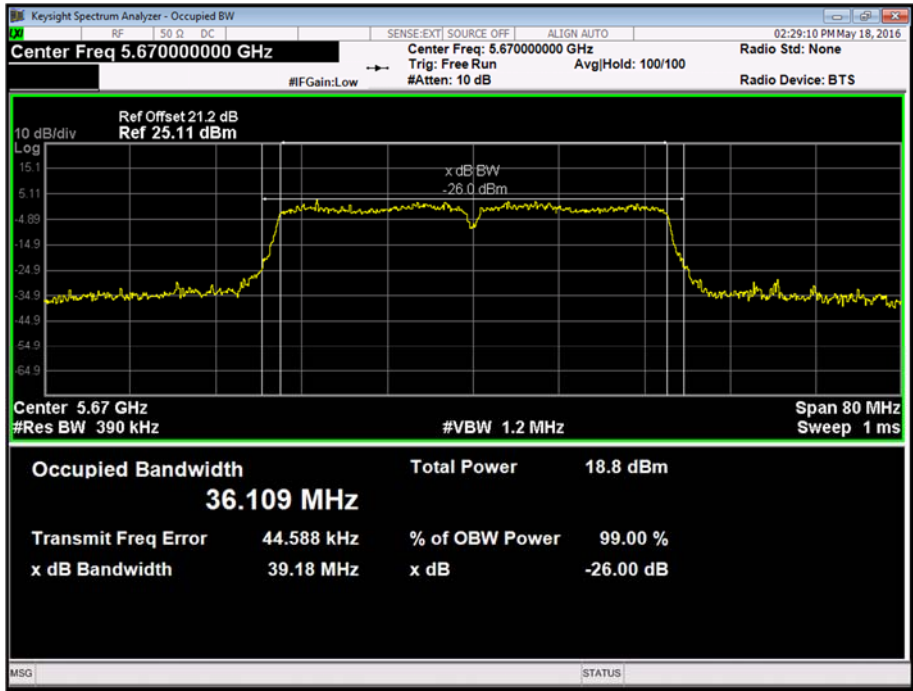 Keysight Spectrum Analyzer - Occupied BW
LXI RF 50 Ω DC SENSE:EXT SOURCE OFF ALIGN AUTO 02:29:10 PM May 18, 2016
Center Freq 5.670000000 GHz Center Freq: 5.670000000 GHz Radio Std: None
Trig: Free Run Avg|Hold: 100/100
#IFGain:Low #Atten: 10 dB Radio Device: BTS
Ref Offset 21.2 dB
10 dB/div Ref 25.11 dBm
Log
15.1
x dB BW
-26.0 dBm
5.11
-4.89
-14.9
-24.9
-34.9
-44.9
-54.9
-64.9
Center 5.67 GHz Span 80 MHz
#Res BW 390 kHz #VBW 1.2 MHz Sweep 1 ms
Occupied Bandwidth Total Power 18.8 dBm
36.109 MHz
Transmit Freq Error 44.588 kHz % of OBW Power 99.00 %
x dB Bandwidth 39.18 MHz x dB -26.00 dB
MSG STATUS